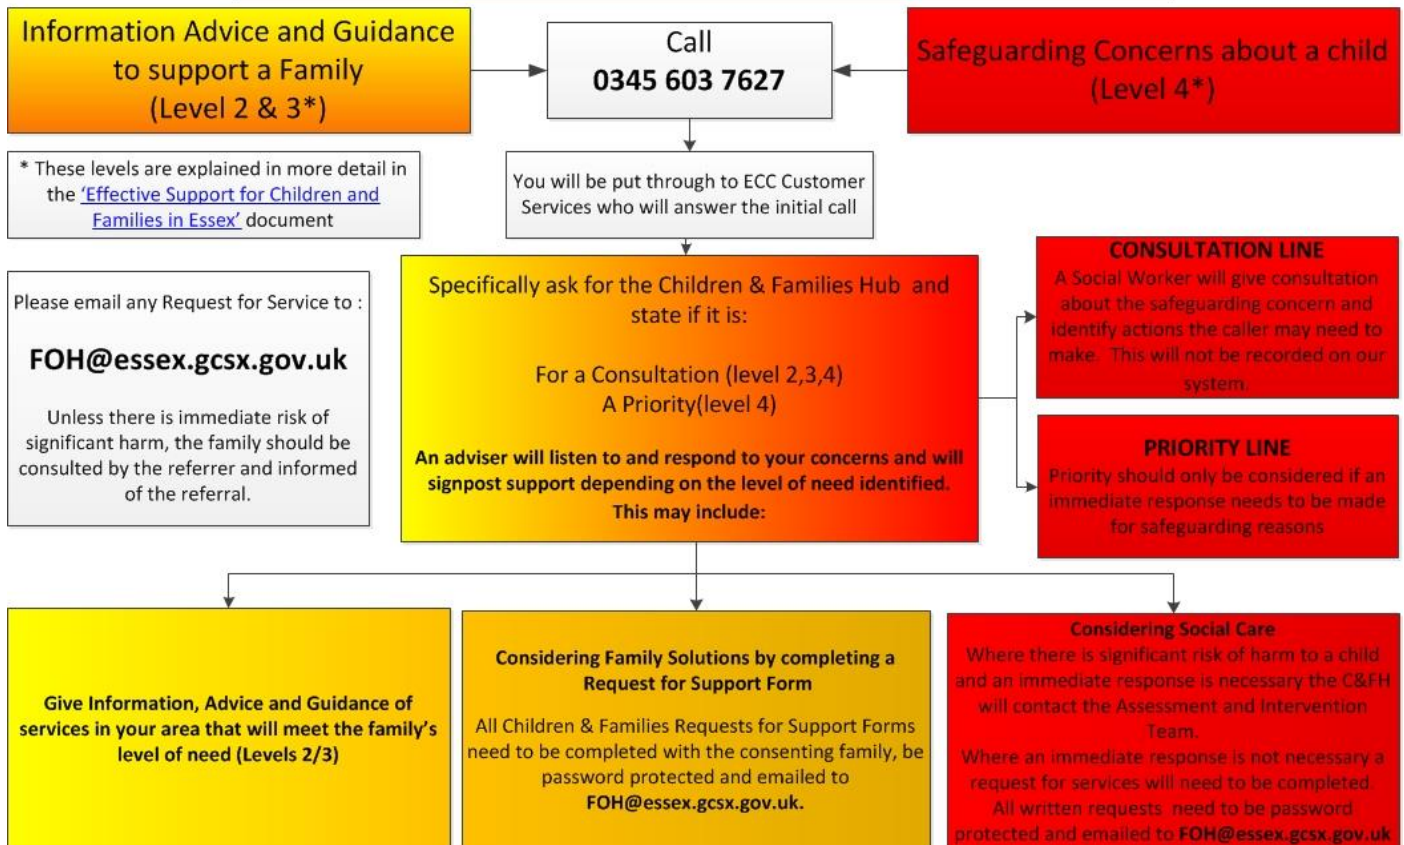 Information Advice and Guidance
to support a Family
(Level 2 & 3*)
Call
0345 603 7627
Safeguarding Concerns about a child
(Level 4*)
* These levels are explained in more detail in
the 'Effective Support for Children and
Families in Essex' document
You will be put through to ECC Customer
Services who will answer the initial call
Please email any Request for Service to :
FOH@essex.gcsx.gov.uk
Unless there is immediate risk of
significant harm, the family should be
consulted by the referrer and informed
of the referral.
Specifically ask for the Children & Families Hub and
state if it is:
For a Consultation (level 2,3,4)
A Priority(level 4)
An adviser will listen to and respond to your concerns and will
signpost support depending on the level of need identified.
This may include:
CONSULTATION LINE
A Social Worker will give consultation
about the safeguarding concern and
identify actions the caller may need to
make. This will not be recorded on our
system.
PRIORITY LINE
Priority should only be considered if an
immediate response needs to be made
for safeguarding reasons
Give Information, Advice and Guidance of
services in your area that will meet the family's
level of need (Levels 2/3)
Considering Family Solutions by completing a
Request for Support Form
All Children & Families Requests for Support Forms
need to be completed with the consenting family, be
password protected and emailed to
FOH@essex.gcsx.gov.uk.
Considering Social Care
Where there is significant risk of harm to a child
and an immediate response is necessary the C&FH
will contact the Assessment and Intervention
Team.
Where an immediate response is not necessary a
request for services will need to be completed.
All written requests need to be password
protected and emailed to FOH@essex.gcsx.gov.uk